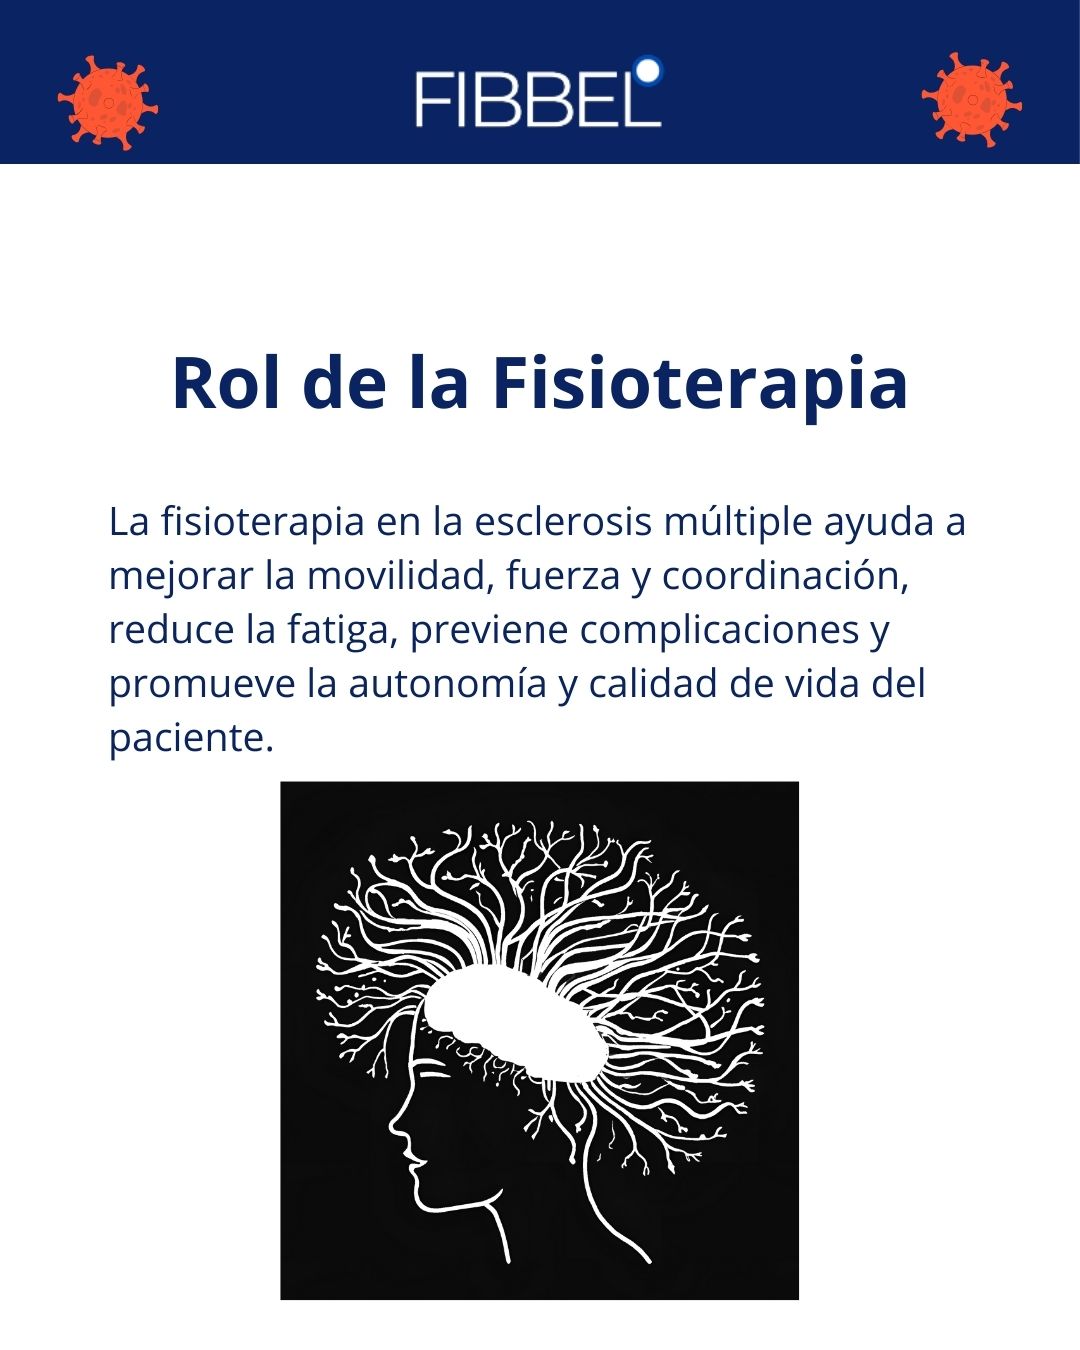 FIBBEL
Rol de la Fisioterapia
La fisioterapia en la esclerosis múltiple ayuda a
mejorar la movilidad, fuerza y coordinación,
reduce la fatiga, previene complicaciones y
promueve la autonomía y calidad de vida del
paciente.